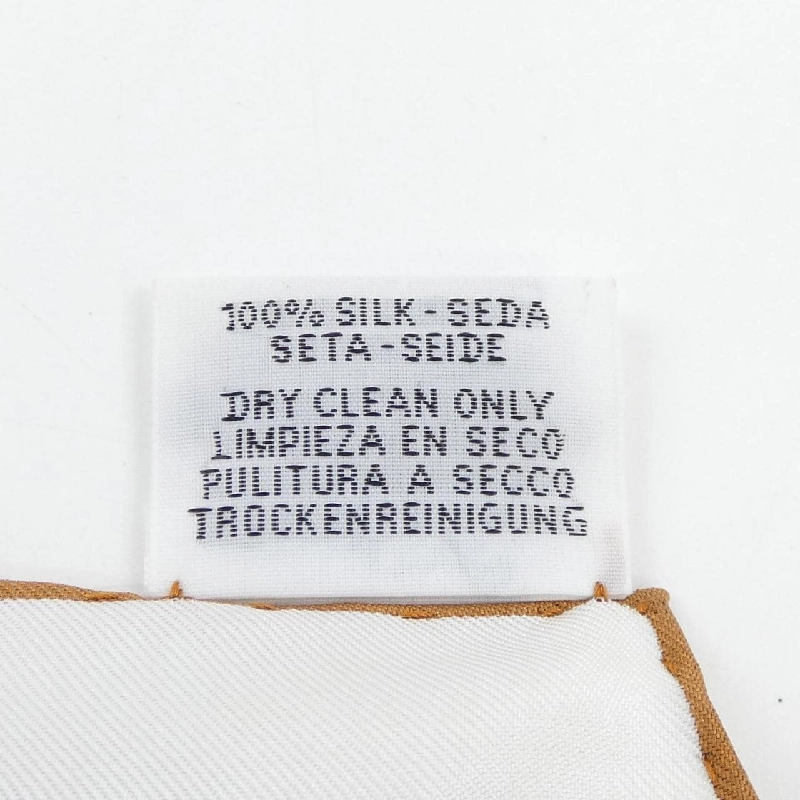 100% SILK - SEDA
SETA - SEIDE
DRY CLEAN ONLY
LIMPIEZA EN SECO
PULITURA A SECCO
TROCKENREINIGUNG